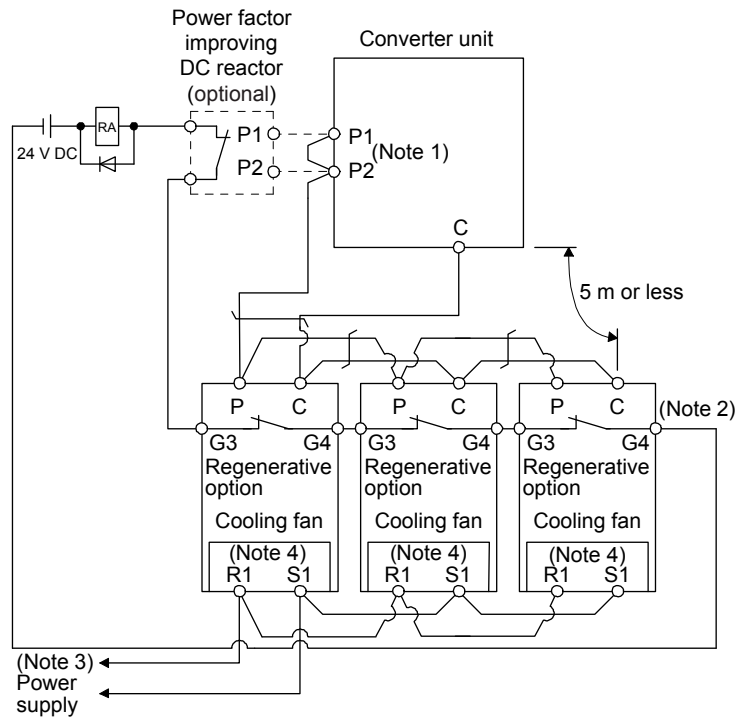 Power factor
improving
DC reactor
(optional)
Converter unit
RA
24 V DC
P1
P2
P1
(Note 1)
P2
C
5 m or less
P
C
P
C
P
C
(Note 2)
G3
G4
G3
G4
G3
G4
Regenerative
option
Regenerative
option
Regenerative
option
Cooling fan
Cooling fan
Cooling fan
(Note 4)
(Note 4)
(Note 4)
R1
S1
R1
S1
R1
S1
(Note 3)
Power
supply